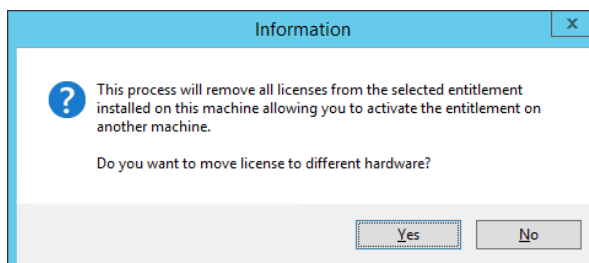 Information
x
This process will remove all licenses from the selected entitlement
installed on this machine allowing you to activate the entitlement on
another machine.
Do you want to move license to different hardware?
Yes
No